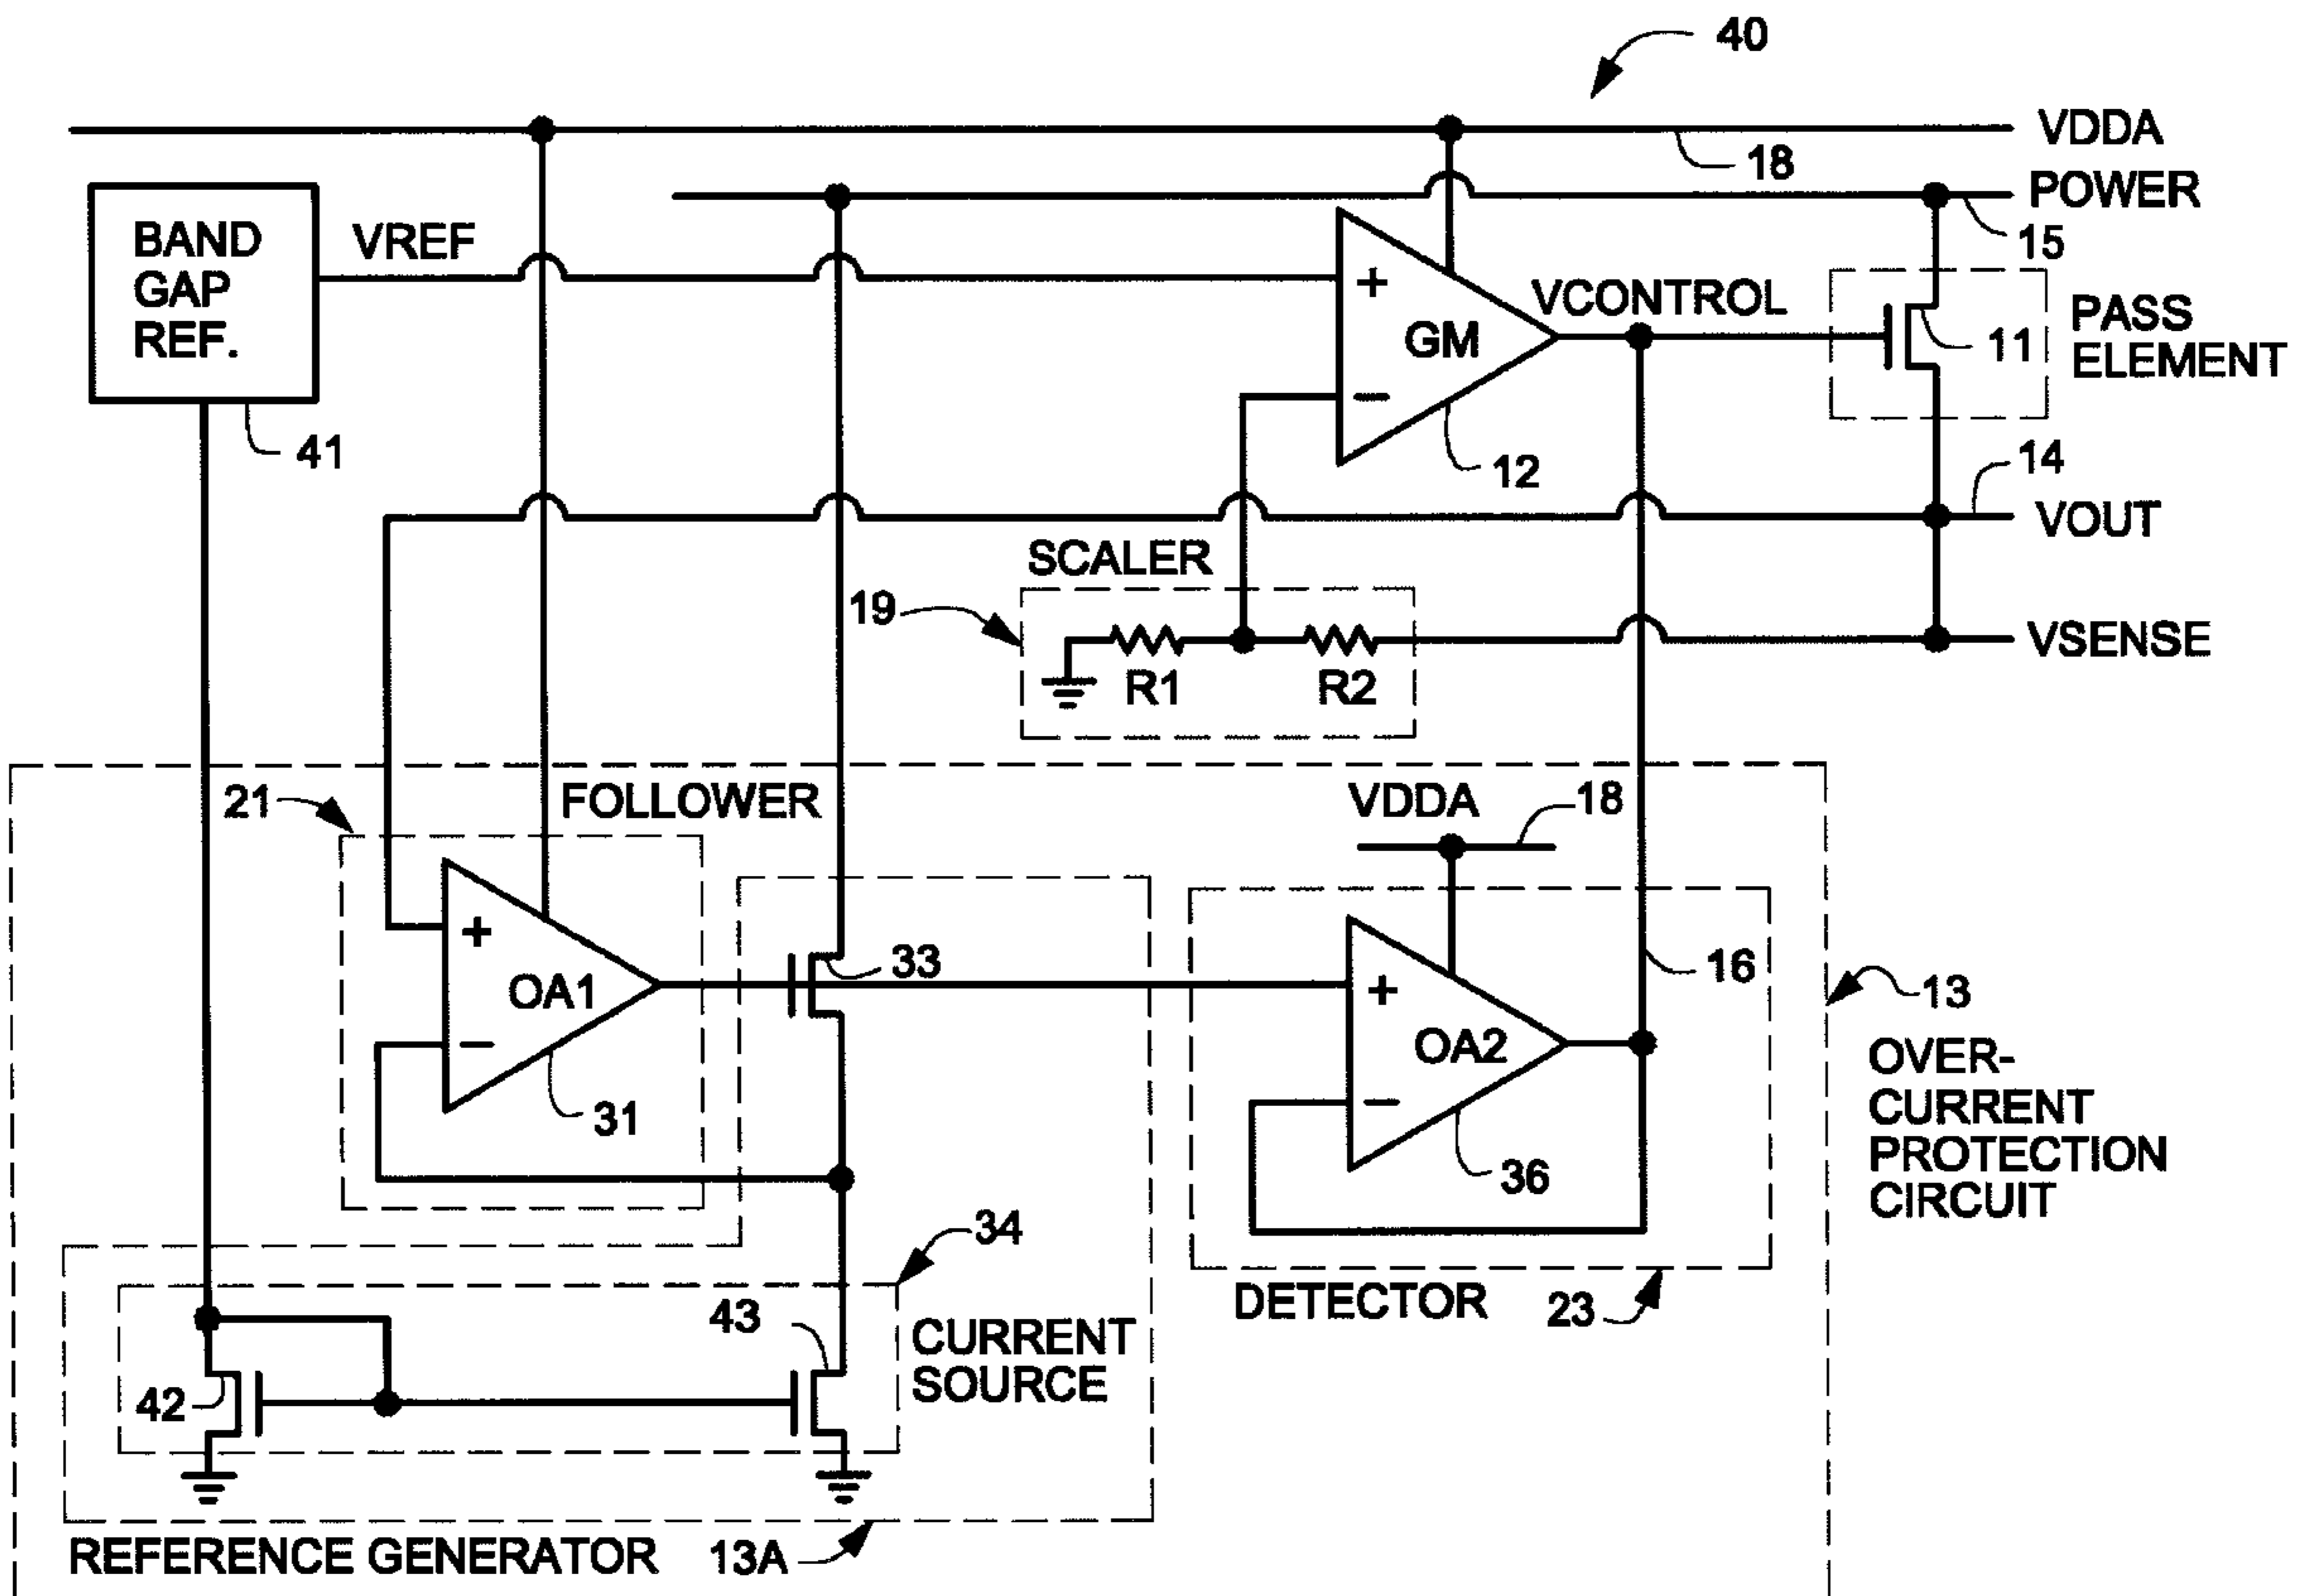 40
VDDA
18
POWER
15
BAND
GAP
REF.
VREF
+
GM
−
VCONTROL
11
PASS
ELEMENT
41
12
14
VOUT
SCALER
19
R1
R2
VSENSE
21
FOLLOWER
VDDA
18
+
OA1
−
33
31
+
OA2
−
36
16
13
OVER-
CURRENT
PROTECTION
CIRCUIT
34
DETECTOR
23
43
CURRENT
SOURCE
42
REFERENCE GENERATOR
13A